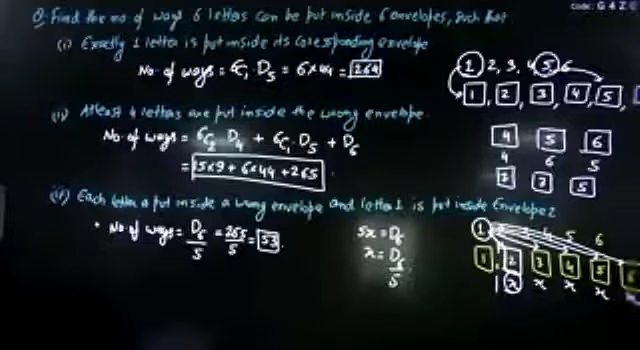 Q. Find the no of ways 6 letters can be put inside 6 envelopes, such that
(i) Exactly 1 letter is put inside its corresponding envelope
No. of ways = 6C1 · D5 = 6×44 = 264
1 2, 3, 4 5 6
1, 2, 3, 4, 5,
(ii) Atleast 4 letters are put inside the wrong envelope.
No. of ways = 6C2 D4 + 6C1 · D5 + D6
= 15×9 + 6×44 + 265
4 5 6
4 6 5
(iii) Each letter is put inside a wrong envelope and letter 1 is put inside Envelope 2
• No. of ways = D6/5 = 265/5 = 53.
5x = D6
x = D6/5
1 4 5 6
1 2 3 4 5
x x x x